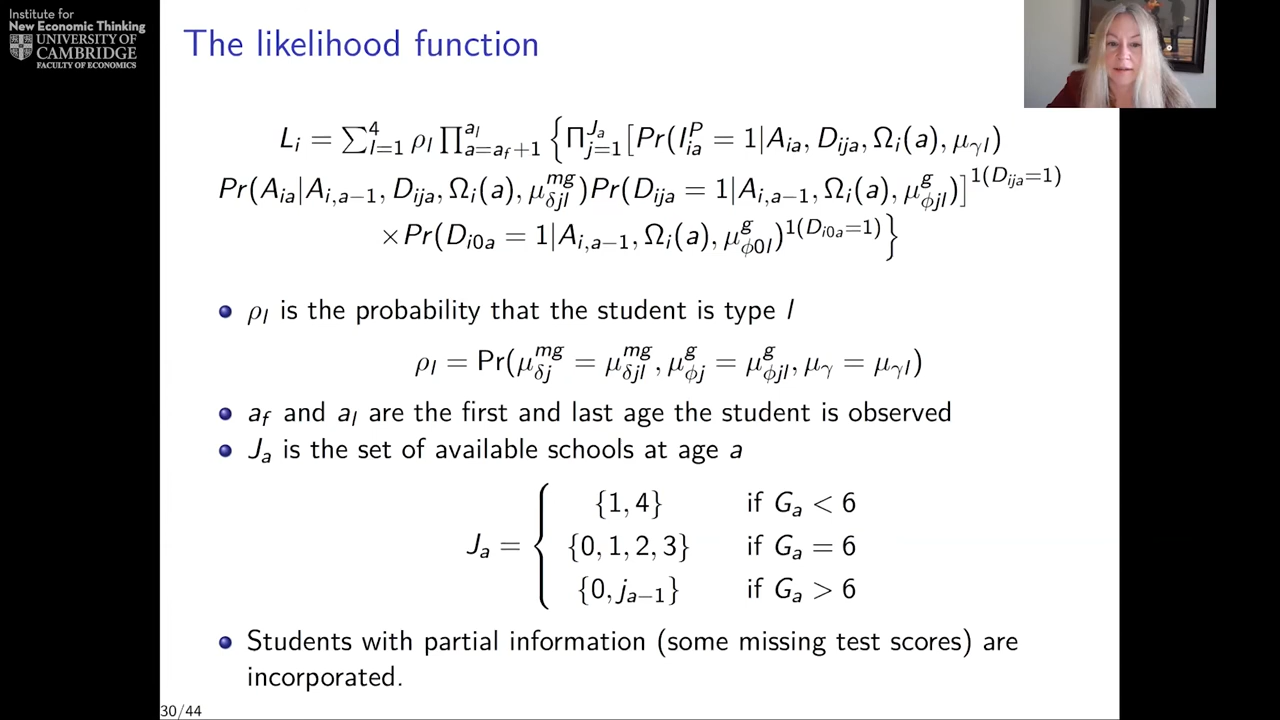 Institute for
New Economic Thinking
UNIVERSITY OF
CAMBRIDGE
FACULTY OF ECONOMICS
The likelihood function
L_i = ∑_{l=1}^{4} ρ_l ∏_{a=a_f+1}^{a_l} { Π_{j=1}^{J_a} [Pr(I_{ia}^P = 1|A_{ia}, D_{ija}, Ω_i(a), μ_{γl})
Pr(A_{ia}|A_{i,a−1}, D_{ija}, Ω_i(a), μ_{δjl}^{mg})Pr(D_{ija} = 1|A_{i,a−1}, Ω_i(a), μ_{ϕjl}^g)]^{1(D_{ija}=1)}
×Pr(D_{i0a} = 1|A_{i,a−1}, Ω_i(a), μ_{ϕ0l}^g)^{1(D_{i0a}=1)} }
• ρ_l is the probability that the student is type l
ρ_l = Pr(μ_{δj}^{mg} = μ_{δjl}^{mg}, μ_{ϕj}^g = μ_{ϕjl}^g, μ_γ = μ_{γl})
• a_f and a_l are the first and last age the student is observed
• J_a is the set of available schools at age a
J_a = { {1, 4} if G_a < 6
{0, 1, 2, 3} if G_a = 6
{0, j_{a−1}} if G_a > 6
• Students with partial information (some missing test scores) are
incorporated.
30/44